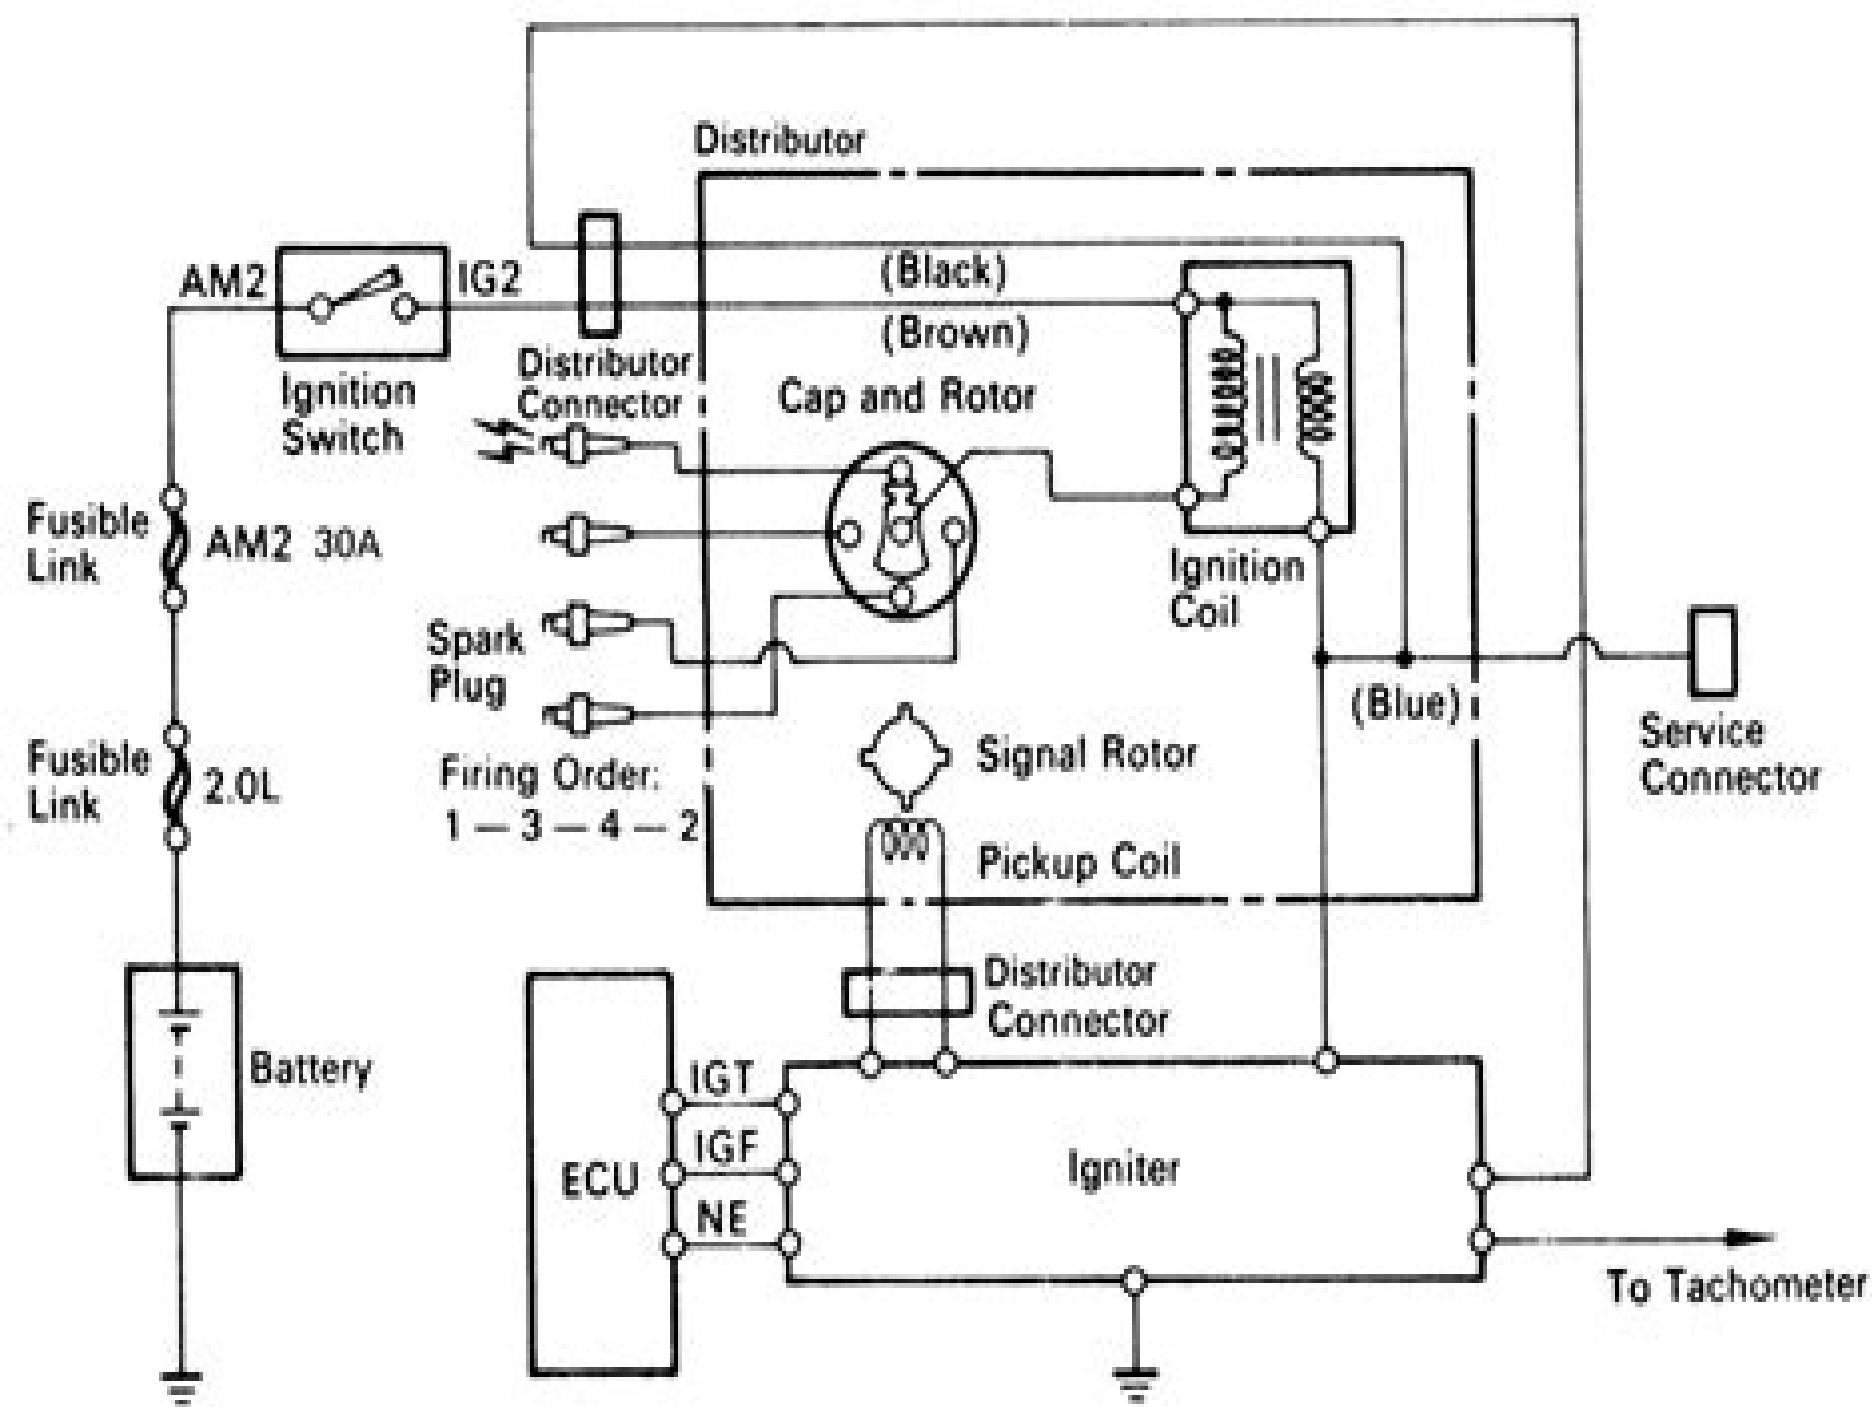 Distributor
AM2
IG2
(Black)
(Brown)
Ignition
Switch
Distributor
Connector
Cap and Rotor
Fusible
Link
AM2 30A
Ignition
Coil
Spark
Plug
(Blue)
Service
Connector
Fusible
Link
2.0L
Firing Order:
1 — 3 — 4 — 2
Signal Rotor
Pickup Coil
Distributor
Connector
Battery
IGT
IGF
NE
ECU
Igniter
To Tachometer